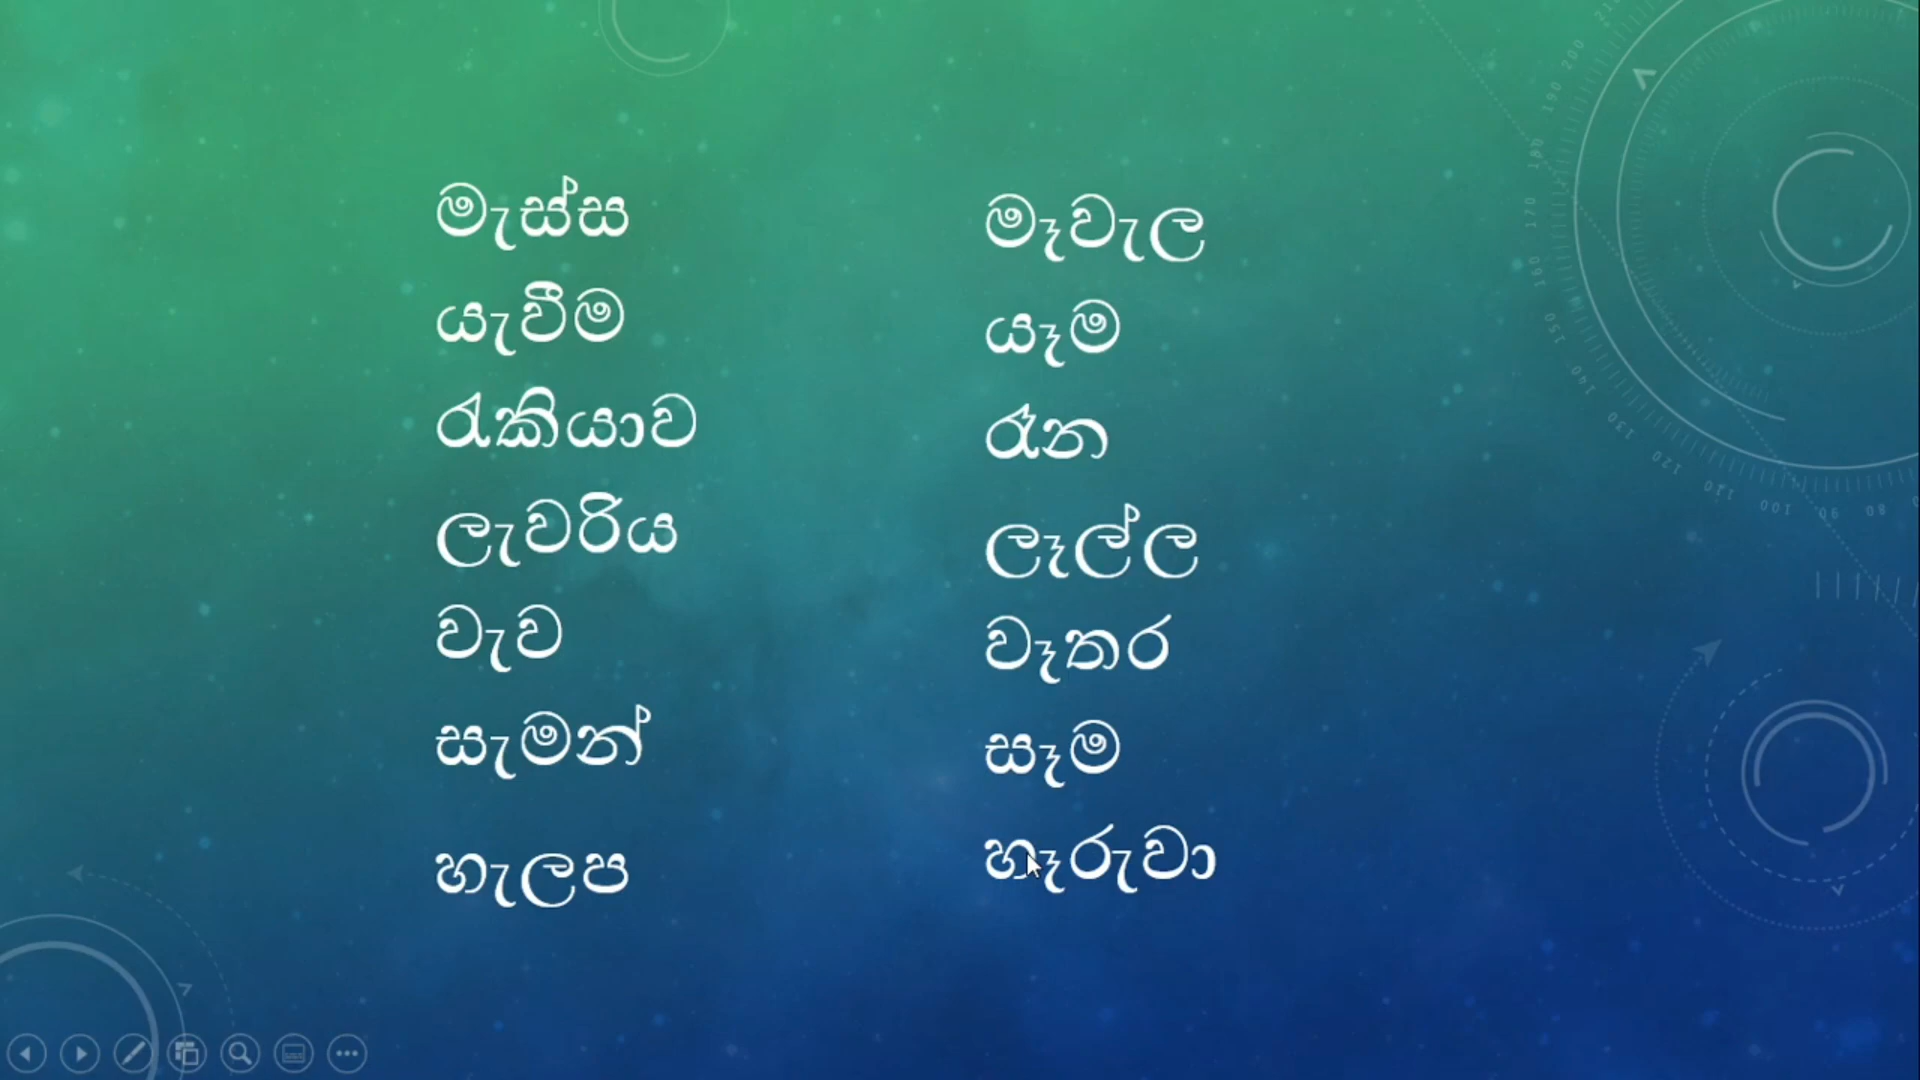 මැස්ස
යැවීම
රැකියාව
ලැවරිය
වැව
සැමන්
හැලප
මෑවැල
යෑම
රෑන
ලෑල්ල
වෑතර
සෑම
හෑරුවා